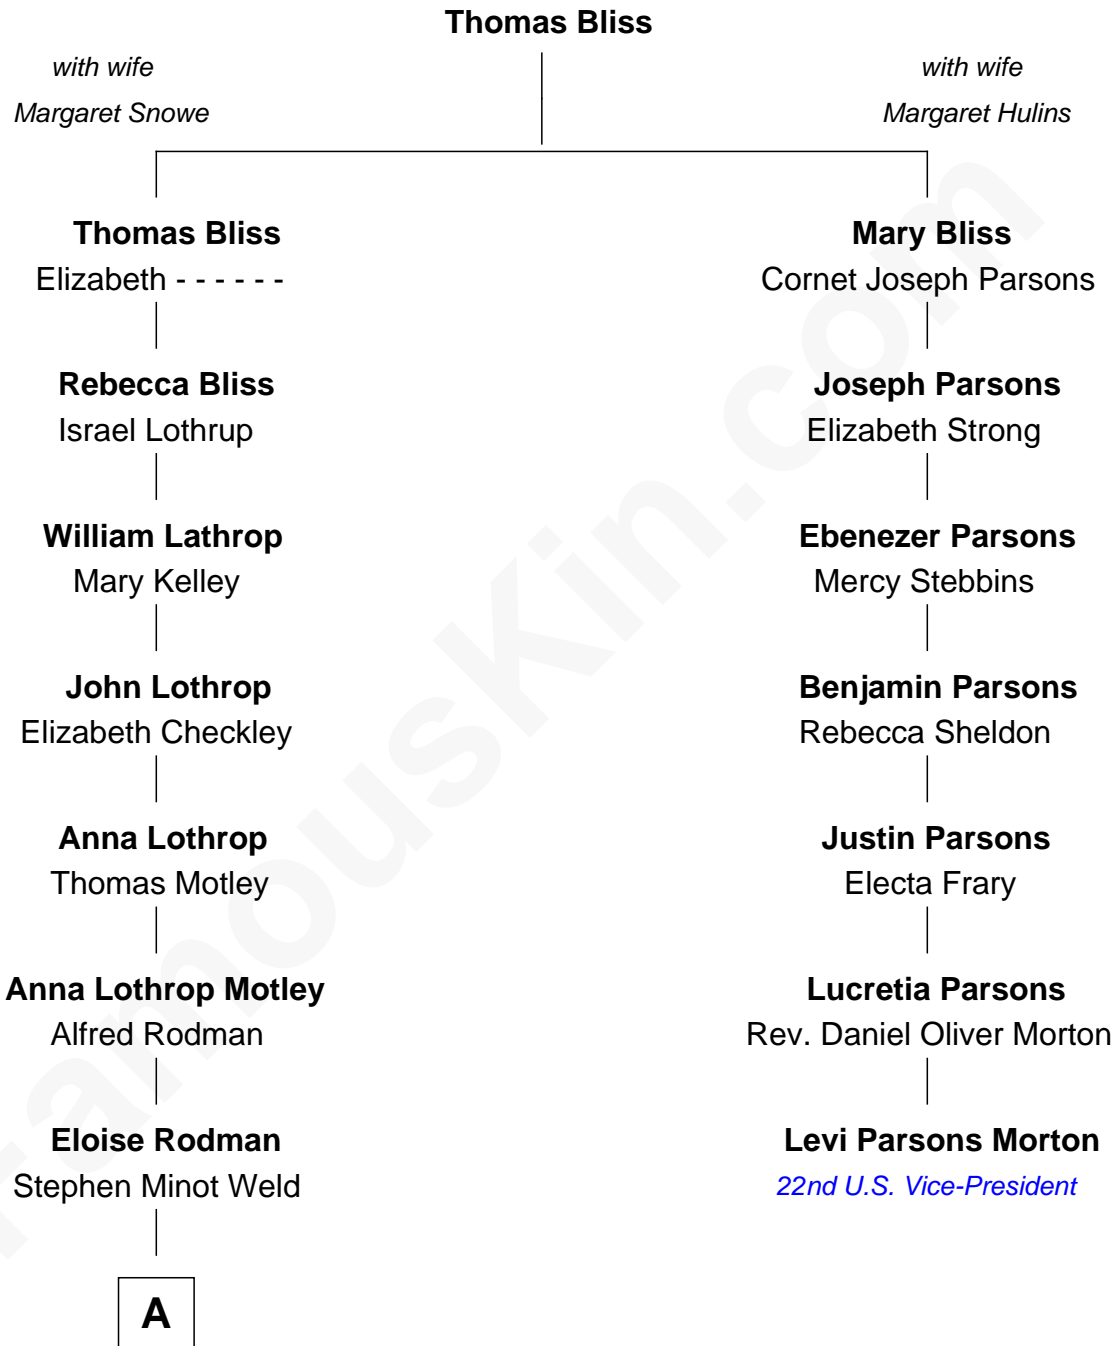 Thomas Bliss
with wife
Margaret Snowe
with wife
Margaret Hulins
Thomas Bliss
Elizabeth - - - - - -
Mary Bliss
Cornet Joseph Parsons
Rebecca Bliss
Israel Lothrup
Joseph Parsons
Elizabeth Strong
William Lathrop
Mary Kelley
Ebenezer Parsons
Mercy Stebbins
John Lothrop
Elizabeth Checkley
Benjamin Parsons
Rebecca Sheldon
Anna Lothrop
Thomas Motley
Justin Parsons
Electa Frary
Anna Lothrop Motley
Alfred Rodman
Lucretia Parsons
Rev. Daniel Oliver Morton
Eloise Rodman
Stephen Minot Weld
Levi Parsons Morton
22nd U.S. Vice-President
A
FamousKin.com